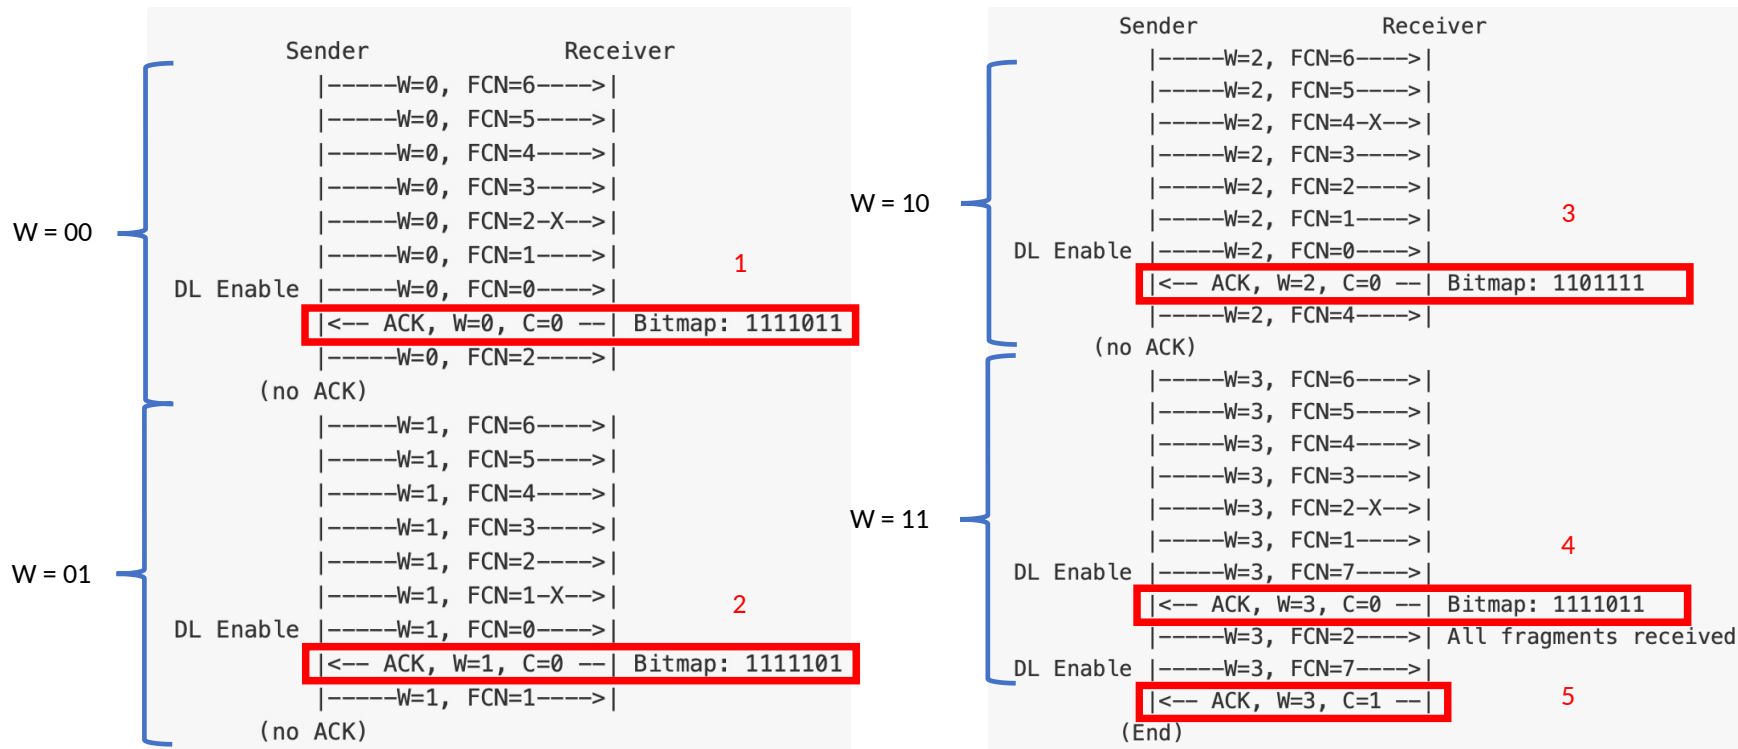 Sender Receiver
|-----W=0, FCN=6---->|
|-----W=0, FCN=5---->|
|-----W=0, FCN=4---->|
|-----W=0, FCN=3---->|
W = 00
|-----W=0, FCN=2-X-->|
|-----W=0, FCN=1---->|
1
DL Enable |-----W=0, FCN=0---->|
|<-- ACK, W=0, C=0 --| Bitmap: 1111011
|-----W=0, FCN=2---->|
(no ACK)
|-----W=1, FCN=6---->|
|-----W=1, FCN=5---->|
|-----W=1, FCN=4---->|
|-----W=1, FCN=3---->|
|-----W=1, FCN=2---->|
W = 01
|-----W=1, FCN=1-X-->|
2
DL Enable |-----W=1, FCN=0---->|
|<-- ACK, W=1, C=0 --| Bitmap: 1111101
|-----W=1, FCN=1---->|
(no ACK)
Sender Receiver
|-----W=2, FCN=6---->|
|-----W=2, FCN=5---->|
|-----W=2, FCN=4-X-->|
|-----W=2, FCN=3---->|
|-----W=2, FCN=2---->|
W = 10
|-----W=2, FCN=1---->|
3
DL Enable |-----W=2, FCN=0---->|
|<-- ACK, W=2, C=0 --| Bitmap: 1101111
|-----W=2, FCN=4---->|
(no ACK)
|-----W=3, FCN=6---->|
|-----W=3, FCN=5---->|
|-----W=3, FCN=4---->|
|-----W=3, FCN=3---->|
|-----W=3, FCN=2-X-->|
W = 11
|-----W=3, FCN=1---->|
4
DL Enable |-----W=3, FCN=7---->|
|<-- ACK, W=3, C=0 --| Bitmap: 1111011
|-----W=3, FCN=2---->| All fragments received
DL Enable |-----W=3, FCN=7---->|
|<-- ACK, W=3, C=1 --|
5
(End)